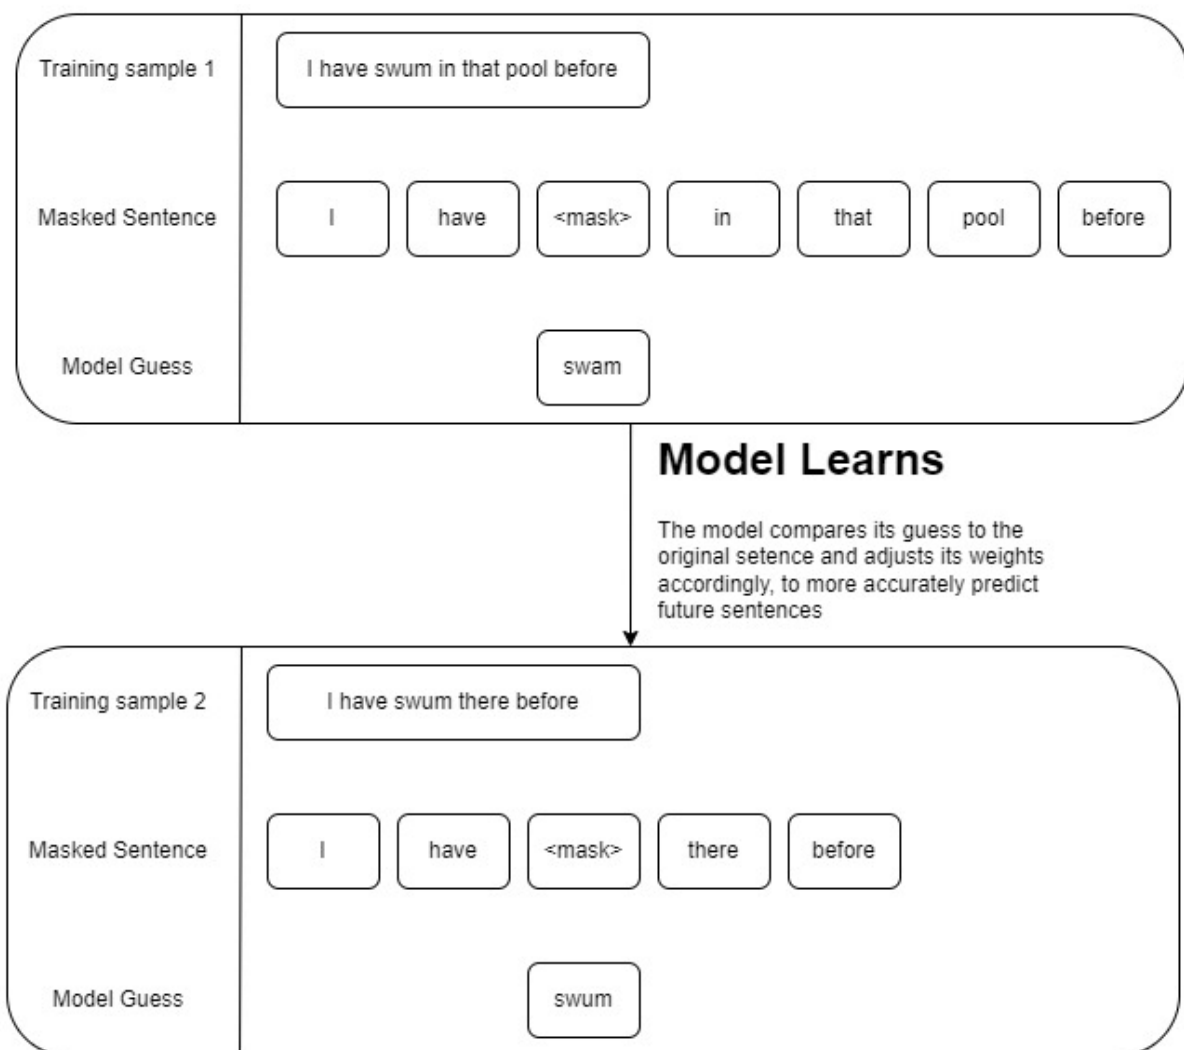 Training sample 1
I have swum in that pool before
Masked Sentence
I have <mask> in that pool before
Model Guess
swam
Model Learns
The model compares its guess to the
original setence and adjusts its weights
accordingly, to more accurately predict
future sentences
Training sample 2
I have swum there before
Masked Sentence
I have <mask> there before
Model Guess
swum